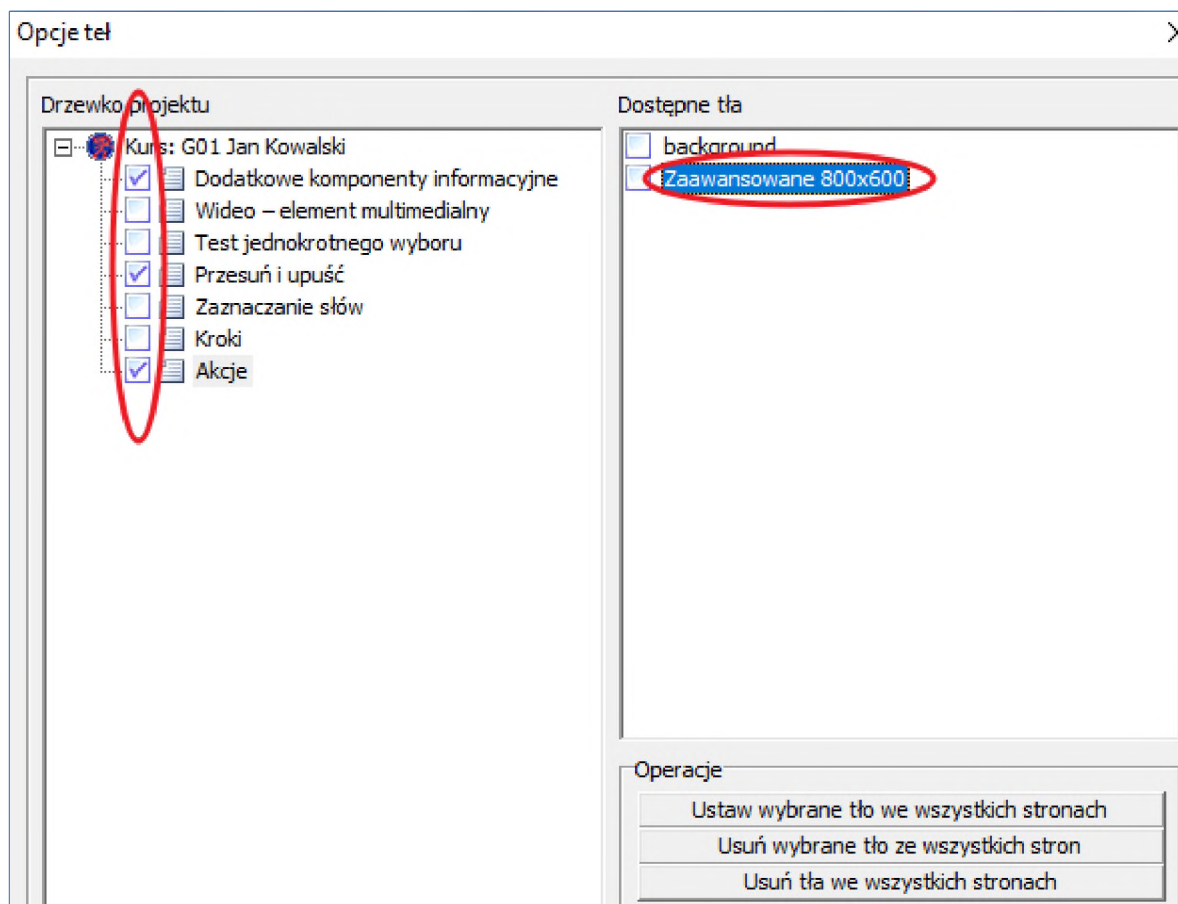 Opcje teł
Drzewko projektu
Kurs: G01 Jan Kowalski
Dodatkowe komponenty informacyjne
Wideo – element multimedialny
Test jednokrotnego wyboru
Przesuń i upuść
Zaznaczanie słów
Kroki
Akcje
Dostępne tła
background
Zaawansowane 800x600
Operacje
Ustaw wybrane tło we wszystkich stronach
Usuń wybrane tło ze wszystkich stron
Usuń tła we wszystkich stronach